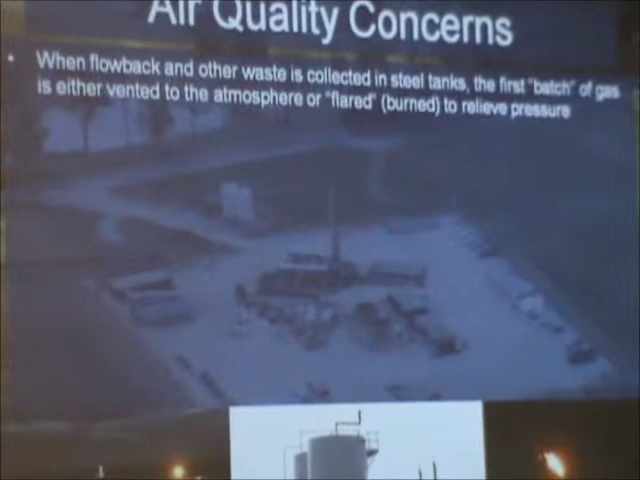 Air Quality Concerns
• When flowback and other waste is collected in steel tanks, the first "batch" of gas
is either vented to the atmosphere or "flared" (burned) to relieve pressure